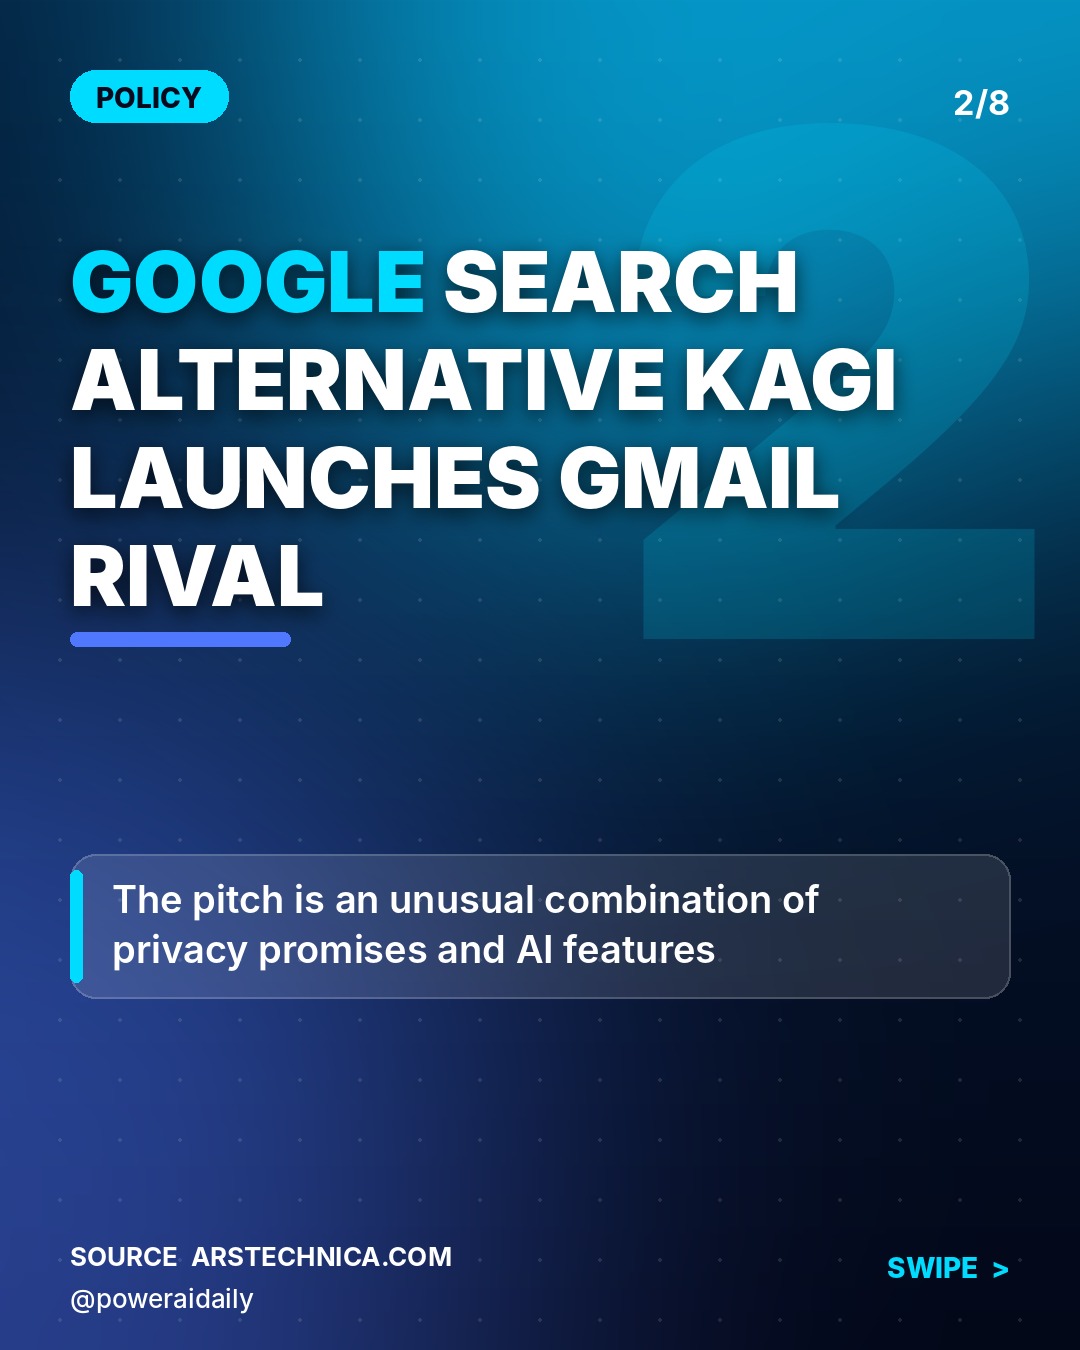 POLICY
2/8
2
GOOGLE SEARCH
ALTERNATIVE KAGI
LAUNCHES GMAIL
RIVAL
The pitch is an unusual combination of
privacy promises and AI features
SOURCE ARSTECHNICA.COM
@poweraidaily
SWIPE >